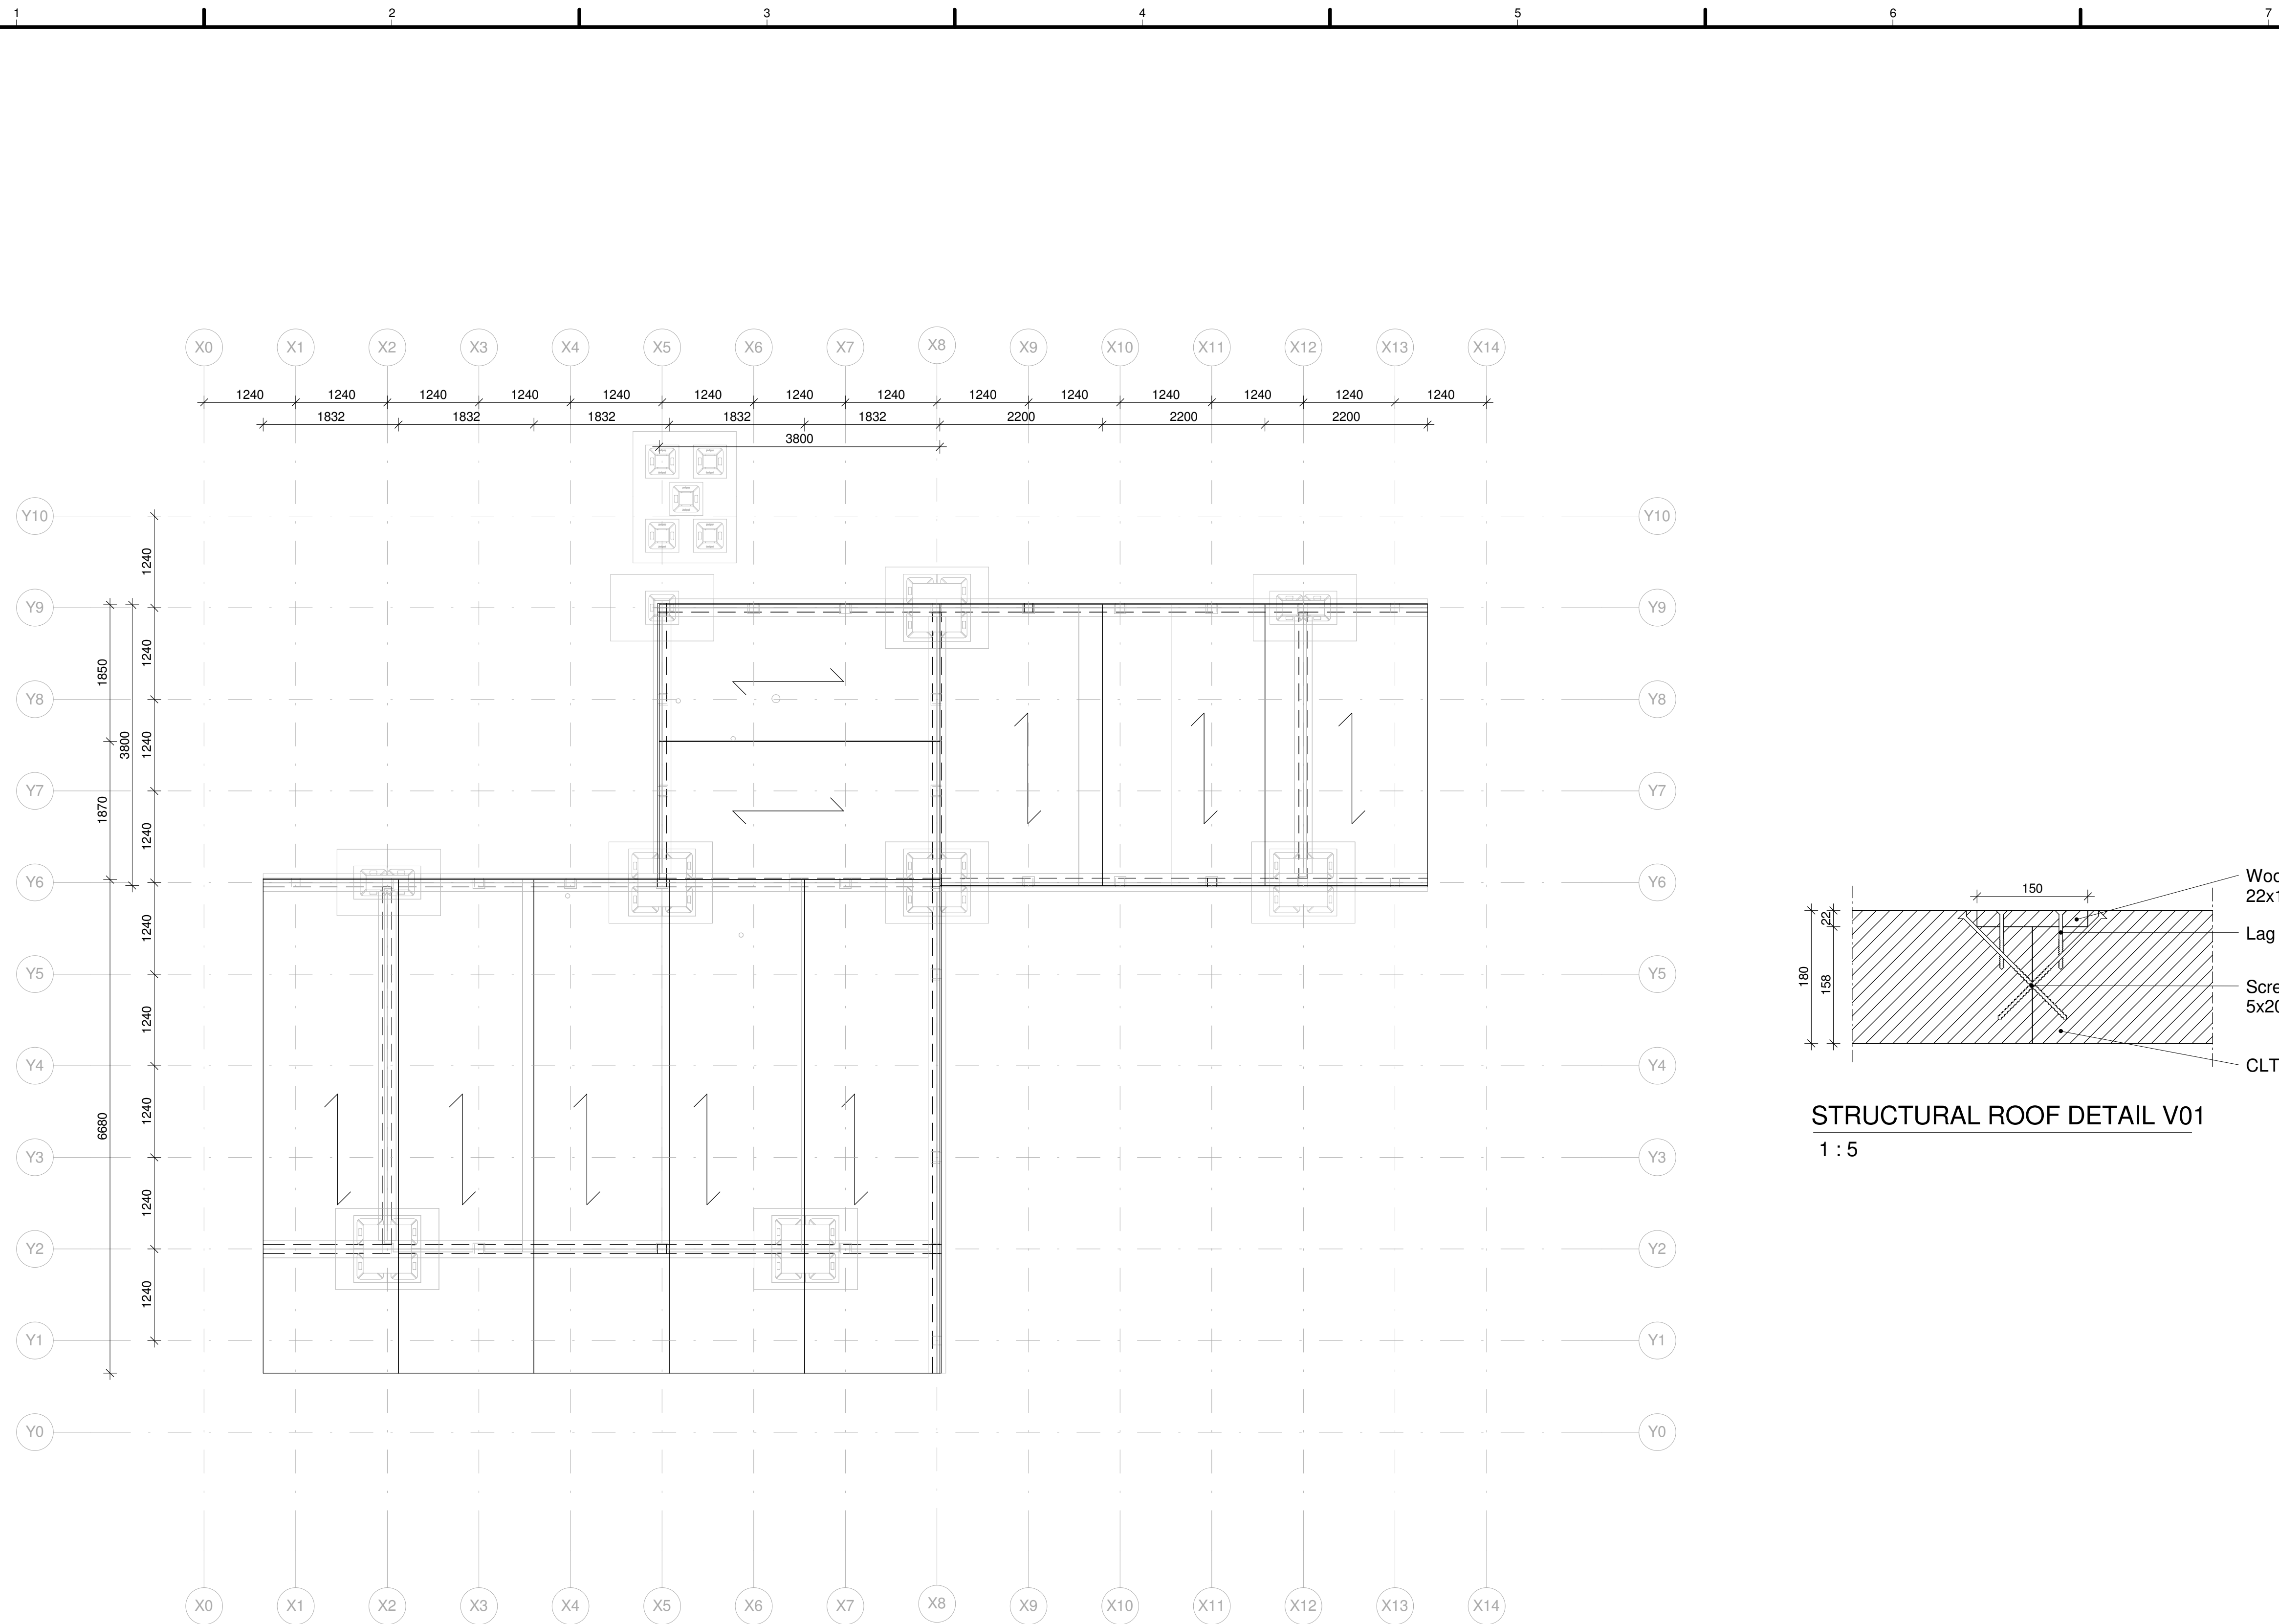 1 2 3 4 5 6 7
X0 X1 X2 X3 X4 X5 X6 X7 X8 X9 X10 X11 X12 X13 X14
1240 1240 1240 1240 1240 1240 1240 1240 1240 1240 1240 1240 1240 1240
1832 1832 1832 1832 1832 2200 2200 2200
3800
Y10 Y10
1240
Y9 Y9
1240
1850
Y8 Y8
3800
1240
Y7 Y7
1870
1240
Y6 Y6
1240
Y5 Y5
1240
Y4 Y4
1240
6680
Y3 Y3
1240
Y2 Y2
1240
Y1 Y1
Y0 Y0
X0 X1 X2 X3 X4 X5 X6 X7 X8 X9 X10 X11 X12 X13 X14
150
22
180
158
22x1
Lag
5x20
CLT
STRUCTURAL ROOF DETAIL V01
1 : 5